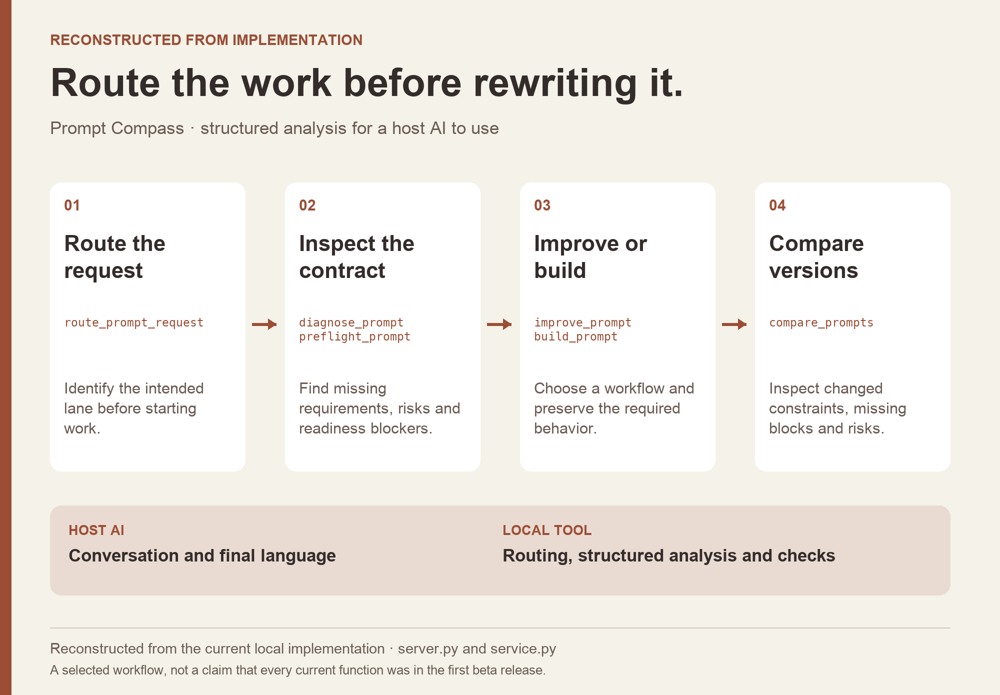 RECONSTRUCTED FROM IMPLEMENTATION
Route the work before rewriting it.
Prompt Compass · structured analysis for a host AI to use
01
Route the
request
route_prompt_request
Identify the intended
lane before starting
work.
02
Inspect the
contract
diagnose_prompt
preflight_prompt
Find missing
requirements, risks and
readiness blockers.
03
Improve or
build
improve_prompt
build_prompt
Choose a workflow and
preserve the required
behavior.
04
Compare
versions
compare_prompts
Inspect changed
constraints, missing
blocks and risks.
HOST AI
Conversation and final language
LOCAL TOOL
Routing, structured analysis and checks
Reconstructed from the current local implementation · server.py and service.py
A selected workflow, not a claim that every current function was in the first beta release.